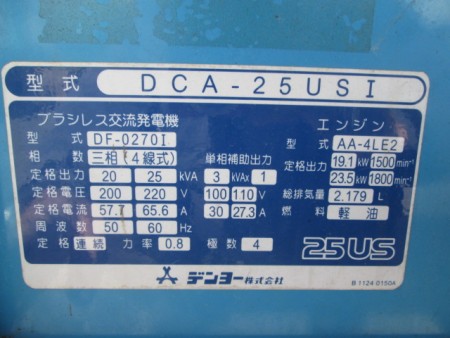 型式 DCA-25USI
ブラシレス交流発電機 エンジン
型式 DF-0270I 型式 AA-4LE2
相数 三相(4線式) 単相補助出力 定格出力 19.1 kW 1500 min⁻¹
定格出力 20 25 kVA 3 kVA× 1 23.5 kW 1800 min⁻¹
定格電圧 200 220 V 100 110 V 総排気量 2.179 L
定格電流 57.7 65.6 A 30 27.3 A 燃料 軽油
周波数 50 60 Hz
定格 連続 力率 0.8 極数 4 25US
デンヨー株式会社 B 1124 0150A